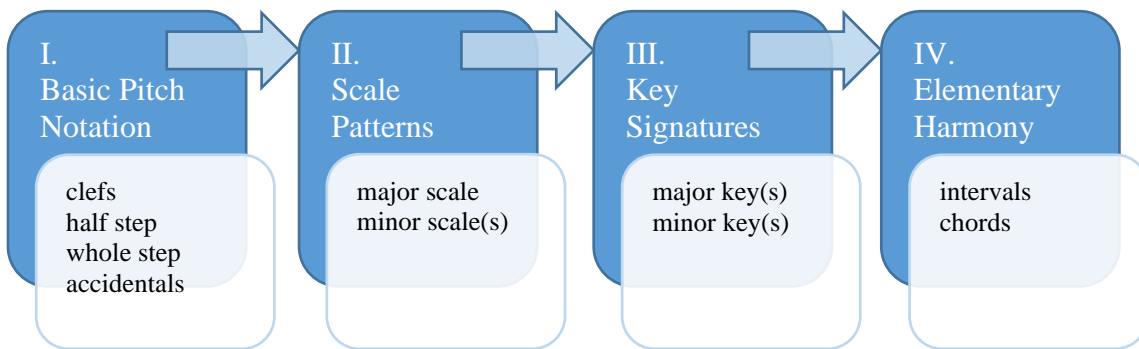 I.
Basic Pitch
Notation
clefs
half step
whole step
accidentals
II.
Scale
Patterns
major scale
minor scale(s)
III.
Key
Signatures
major key(s)
minor key(s)
IV.
Elementary
Harmony
intervals
chords